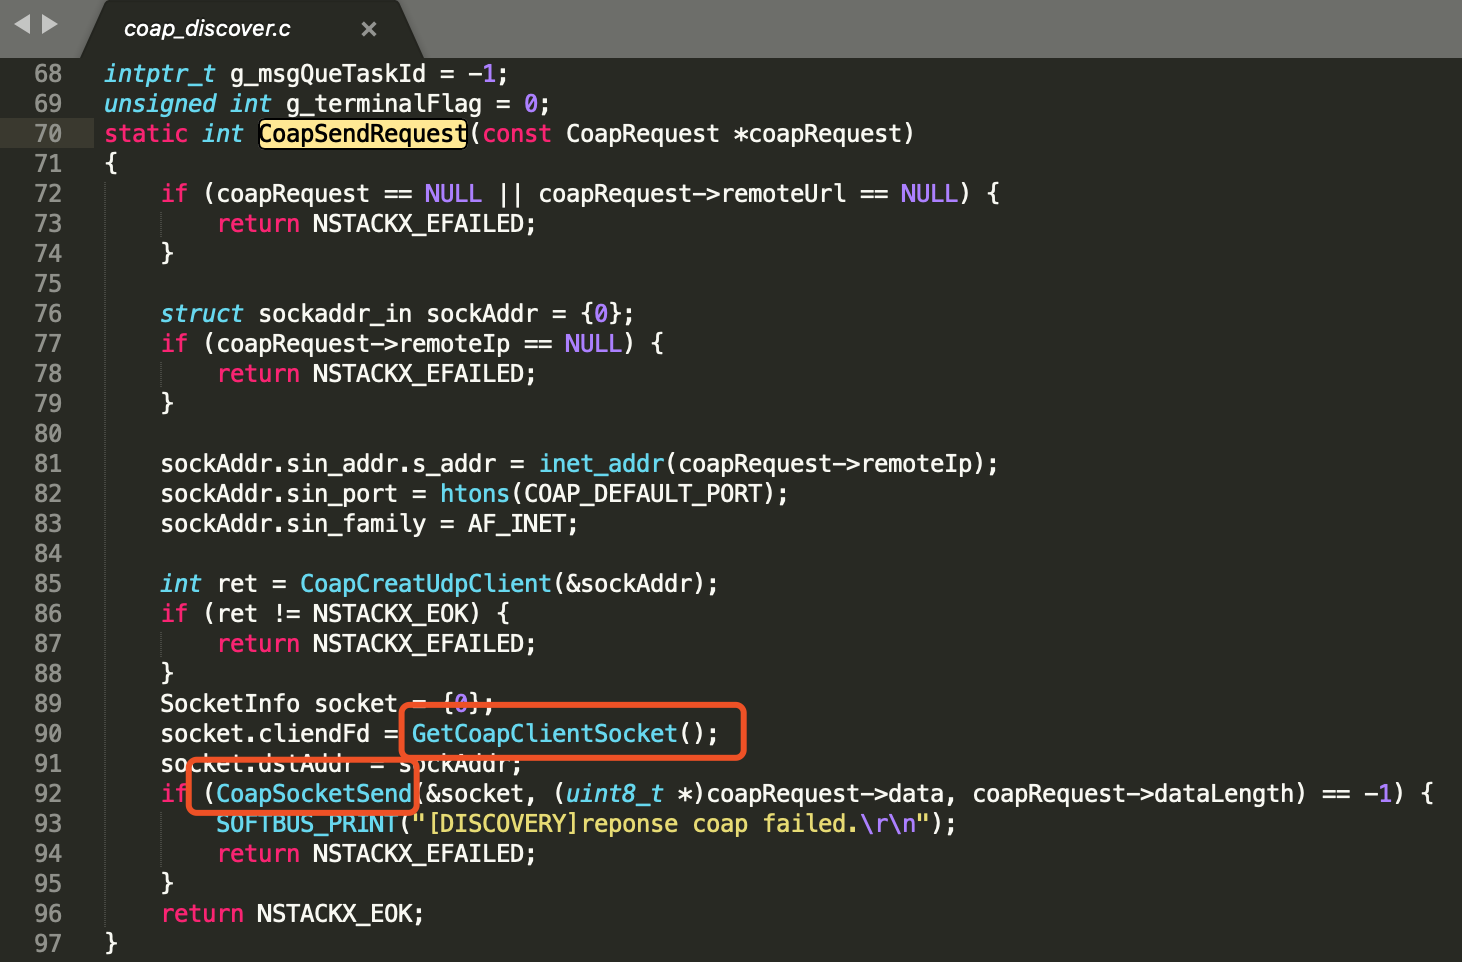 coap_discover.c ×
68 intptr_t g_msgQueTaskId = -1;
69 unsigned int g_terminalFlag = 0;
70 static int CoapSendRequest(const CoapRequest *coapRequest)
71 {
72     if (coapRequest == NULL || coapRequest->remoteUrl == NULL) {
73         return NSTACKX_EFAILED;
74     }
75
76     struct sockaddr_in sockAddr = {0};
77     if (coapRequest->remoteIp == NULL) {
78         return NSTACKX_EFAILED;
79     }
80
81     sockAddr.sin_addr.s_addr = inet_addr(coapRequest->remoteIp);
82     sockAddr.sin_port = htons(COAP_DEFAULT_PORT);
83     sockAddr.sin_family = AF_INET;
84
85     int ret = CoapCreatUdpClient(&sockAddr);
86     if (ret != NSTACKX_EOK) {
87         return NSTACKX_EFAILED;
88     }
89     SocketInfo socket = {0};
90     socket.cliendFd = GetCoapClientSocket();
91     socket.dstAddr = sockAddr;
92     if (CoapSocketSend(&socket, (uint8_t *)coapRequest->data, coapRequest->dataLength) == -1) {
93         SOFTBUS_PRINT("[DISCOVERY]reponse coap failed.\r\n");
94         return NSTACKX_EFAILED;
95     }
96     return NSTACKX_EOK;
97 }